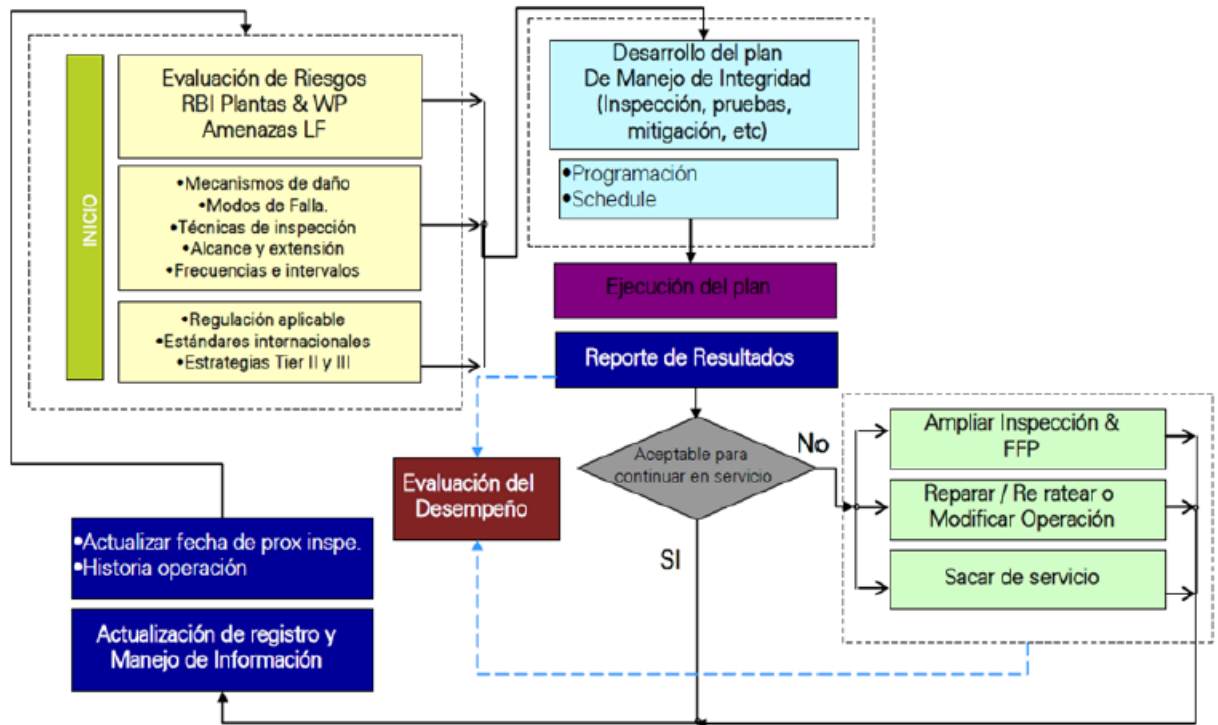 INICIO
Evaluación de Riesgos
RBI Plantas & WP
Amenazas LF
•Mecanismos de daño
•Modos de Falla.
•Técnicas de inspección
•Alcance y extensión
•Frecuencias e intervalos
•Regulación aplicable
•Estándares internacionales
•Estrategias Tier II y III
Desarrollo del plan
De Manejo de Integridad
(Inspección, pruebas,
mitigación, etc)
•Programación
•Schedule
Ejecución del plan
Reporte de Resultados
Aceptable para
continuar en servicio
No
SI
Ampliar Inspección &
FFP
Reparar / Re ratear o
Modificar Operación
Sacar de servicio
Evaluación del
Desempeño
•Actualizar fecha de prox inspe.
•Historia operación
Actualización de registro y
Manejo de Información